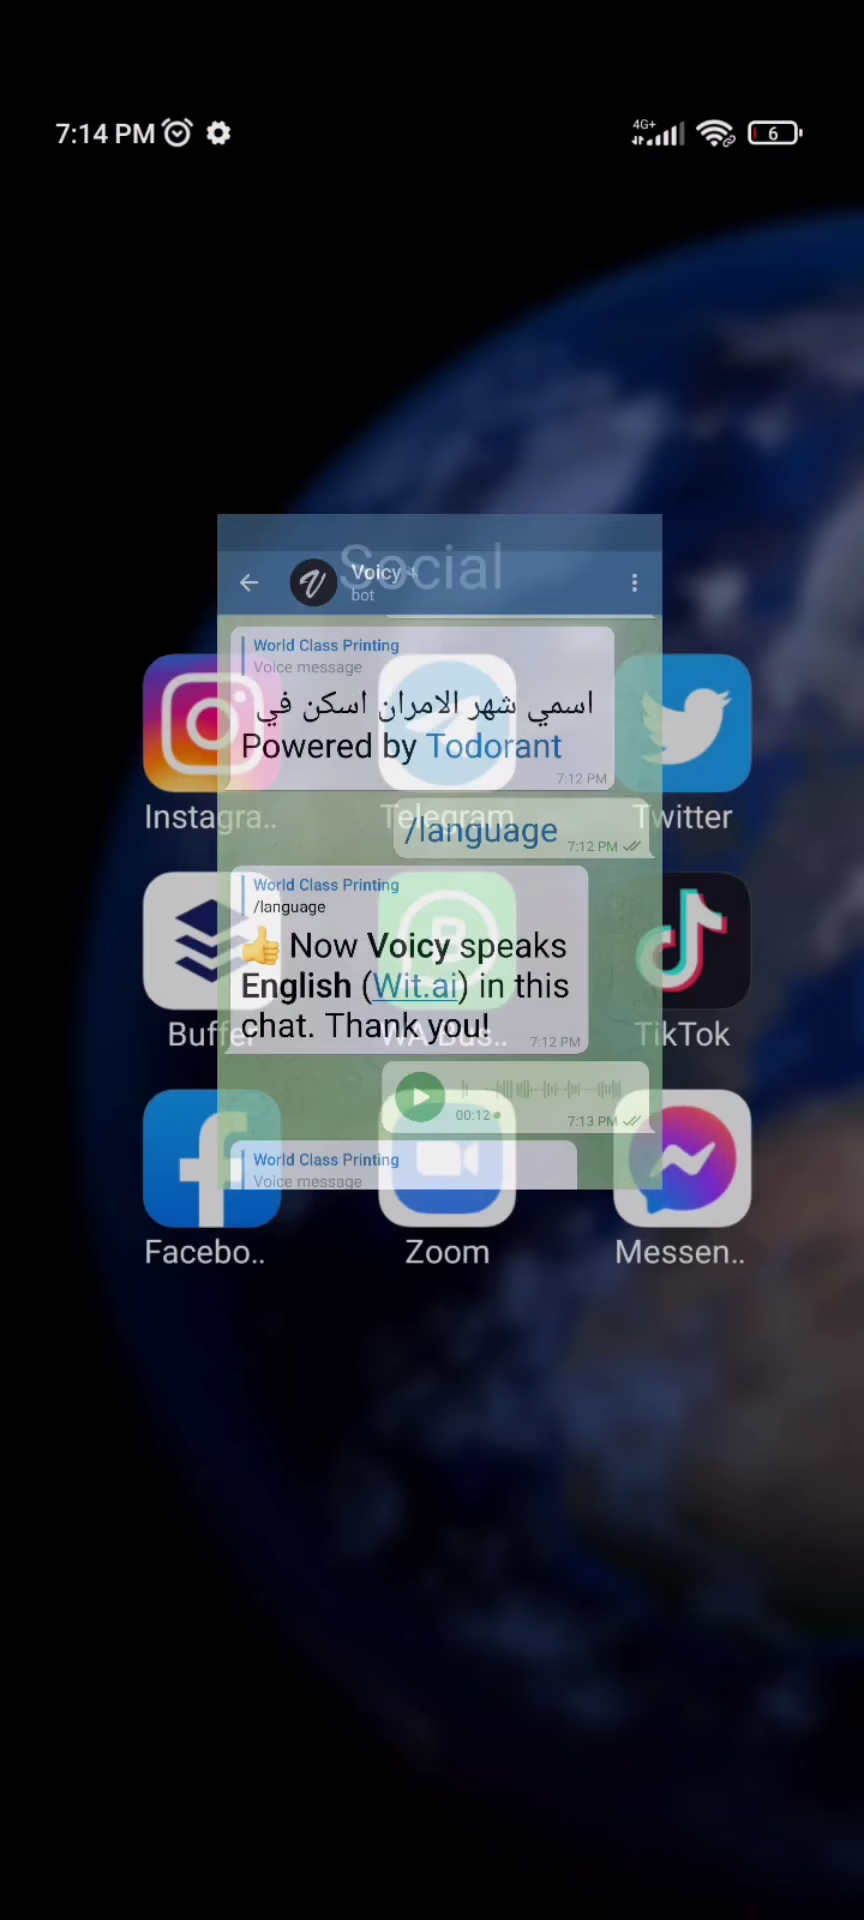 7:14 PM
4G+
6
Social
Voicy
bot
World Class Printing
Voice message
اسمي شهر الامران اسكن في
Powered by Todorant
7:12 PM
Instagra..
Telegram
Twitter
/language
7:12 PM
World Class Printing
/language
👍 Now Voicy speaks
English (Wit.ai) in this
chat. Thank you!
7:12 PM
Buffer
WA Bus..
TikTok
00:12
7:13 PM
World Class Printing
Voice message
Facebo..
Zoom
Messen..